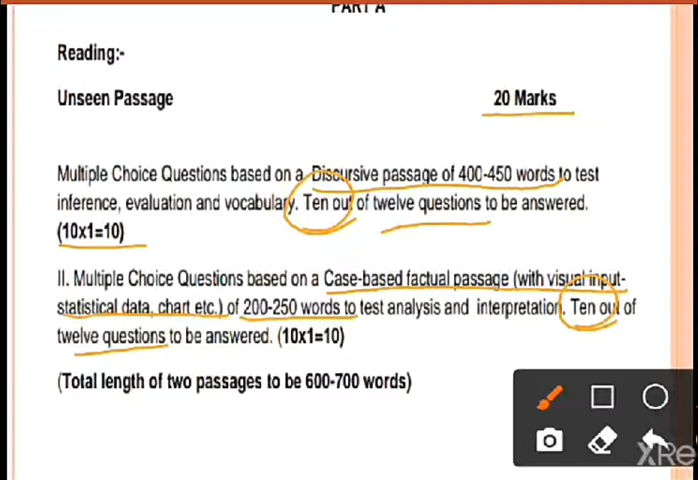 PART A
Reading:-
Unseen Passage 20 Marks
Multiple Choice Questions based on a Discursive passage of 400-450 words to test
inference, evaluation and vocabulary. Ten out of twelve questions to be answered.
(10x1=10)
II. Multiple Choice Questions based on a Case-based factual passage (with visual input-
statistical data, chart etc.) of 200-250 words to test analysis and interpretation. Ten out of
twelve questions to be answered. (10x1=10)
(Total length of two passages to be 600-700 words)
XRe